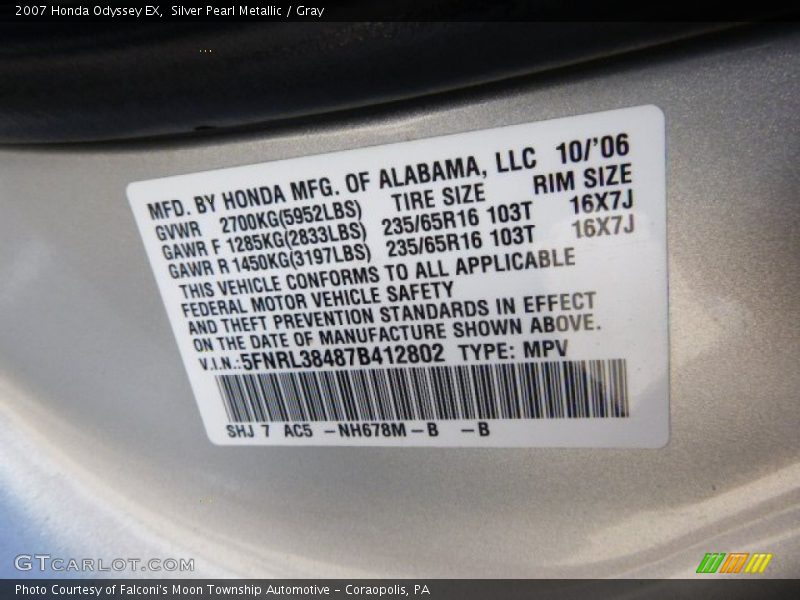 2007 Honda Odyssey EX, Silver Pearl Metallic / Gray
MFD. BY HONDA MFG. OF ALABAMA, LLC 10/'06
GVWR 2700KG(5952LBS) TIRE SIZE RIM SIZE
GAWR F 1285KG(2833LBS) 235/65R16 103T 16X7J
GAWR R 1450KG(3197LBS) 235/65R16 103T 16X7J
THIS VEHICLE CONFORMS TO ALL APPLICABLE
FEDERAL MOTOR VEHICLE SAFETY
AND THEFT PREVENTION STANDARDS IN EFFECT
ON THE DATE OF MANUFACTURE SHOWN ABOVE.
V.I.N.:5FNRL38487B412802 TYPE: MPV
SHJ 7 AC5 -NH678M-B -B
GTCARLOT.COM
Photo Courtesy of Falconi's Moon Township Automotive - Coraopolis, PA